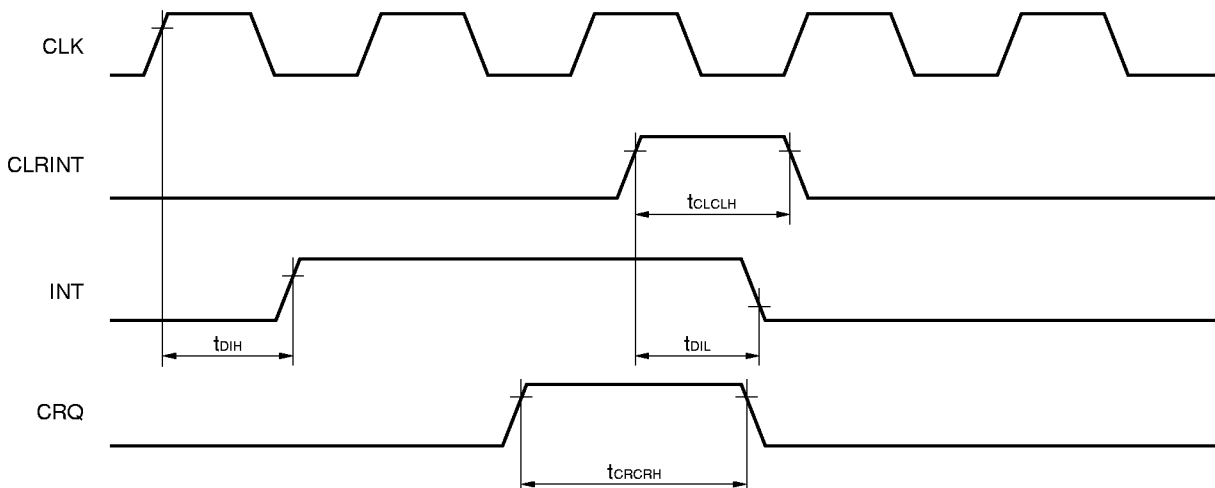 CLK
CLRINT
tCLCLH
INT
tDIH
tDIL
CRQ
tCRCRH